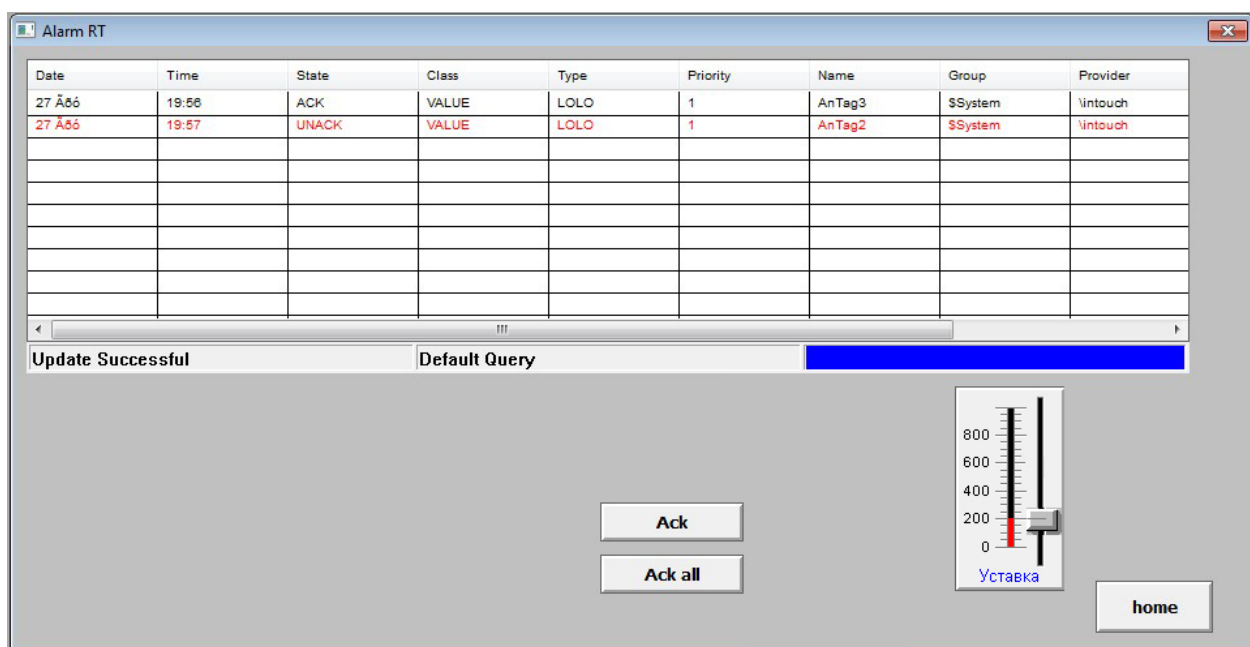 Alarm RT
Date Time State Class Type Priority Name Group Provider
27 Ãðó 19:56 ACK VALUE LOLO 1 AnTag3 $System \intouch
27 Ãðó 19:57 UNACK VALUE LOLO 1 AnTag2 $System \intouch
Update Successful Default Query
800
600
400
200
0
Уставка
Ack
Ack all
home